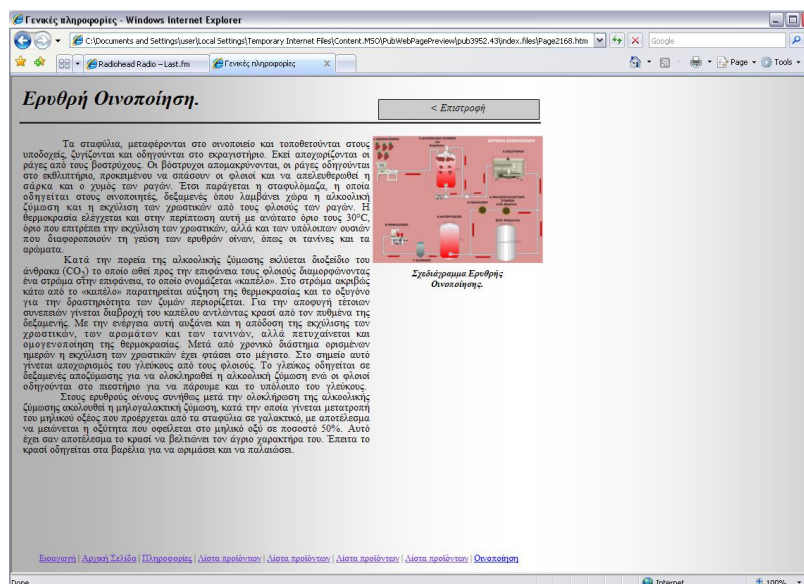 Γενικές πληροφορίες - Windows Internet Explorer
C:\Documents and Settings\user\Local Settings\Temporary Internet Files\Content.MSO\PubWebPagePreview\pub3952.43\index.files\Page2168.htm
Google
Radiohead Radio – Last.fm
Γενικές πληροφορίες
Page
Tools
Ερυθρή Οινοποίηση.
< Επιστροφή
Τα σταφύλια, μεταφέρονται στο οινοποιείο και τοποθετούνται στους
υποδοχείς, ζυγίζονται και οδηγούνται στο εκραγιστήριο. Εκεί αποχωρίζονται οι
ράγες από τους βοστρύχους. Οι βόστρυχοι απομακρύνονται, οι ράγες οδηγούνται
στο εκθλιπτήριο, προκειμένου να σπάσουν οι φλοιοί και να απελευθερωθεί η
σάρκα και ο χυμός των ραγών. Έτσι παράγεται η σταφυλόμαζα, η οποία
οδηγείται στους οινοποιητές, δεξαμενές όπου λαμβάνει χώρα η αλκοολική
ζύμωση και η εκχύλιση των χρωστικών από τους φλοιούς των ραγών. Η
θερμοκρασία ελέγχεται και στην περίπτωση αυτή με ανώτατο όριο τους 30°C,
όριο που επιτρέπει την εκχύλιση των χρωστικών, αλλά και των υπόλοιπων ουσιών
που διαφοροποιούν τη γεύση των ερυθρών οίνων, όπως οι τανίνες και τα
αρώματα.
Κατά την πορεία της αλκοολικής ζύμωσης εκλύεται διοξείδιο του
άνθρακα (CO₂) το οποίο ωθεί προς την επιφάνεια τους φλοιούς διαμορφώνοντας
ένα στρώμα στην επιφάνεια, το οποίο ονομάζεται «καπέλο». Στο στρώμα ακριβώς
κάτω από το «καπέλο» παρατηρείται αύξηση της θερμοκρασίας και το οξυγόνο
για την δραστηριότητα των ζυμών περιορίζεται. Για την αποφυγή τέτοιων
συνεπειών γίνεται διαβροχή του καπέλου αντλώντας κρασί από τον πυθμένα της
δεξαμενής. Με την ενέργεια αυτή αυξάνει και η απόδοση της εκχύλισης των
χρωστικών, των αρωμάτων και των τανινών, αλλά πετυχαίνεται και
ομογενοποίηση της θερμοκρασίας. Μετά από χρονικό διάστημα ορισμένων
ημερών η εκχύλιση των χρωστικών έχει φτάσει στο μέγιστο. Στο σημείο αυτό
γίνεται αποχωρισμός του γλεύκους από τους φλοιούς. Το γλεύκος οδηγείται σε
δεξαμενές αποζύμωσης για να ολοκληρωθεί η αλκοολική ζύμωση ενώ οι φλοιοί
οδηγούνται στο πιεστήριο για να πάρουμε και το υπόλοιπο του γλεύκους.
Στους ερυθρούς οίνους συνήθως μετά την ολοκλήρωση της αλκοολικής
ζύμωσης ακολουθεί η μηλογαλακτική ζύμωση, κατά την οποία γίνεται μετατροπή
του μηλικού οξέος που προέρχεται από τα σταφύλια σε γαλακτικό, με αποτέλεσμα
να μειώνεται η οξύτητα που οφείλεται στο μηλικό οξύ σε ποσοστό 50%. Αυτό
έχει σαν αποτέλεσμα το κρασί να βελτιώνει τον άγριο χαρακτήρα του. Έπειτα το
κρασί οδηγείται στα βαρέλια για να ωριμάσει και να παλαιώσει.
Σχεδιάγραμμα Ερυθρής
Οινοποίησης.
Εισαγωγή | Αρχική Σελίδα | Πληροφορίες | Λίστα προϊόντων | Λίστα προϊόντων | Λίστα προϊόντων | Λίστα προϊόντων | Οινοποίηση
Done
Internet
100%